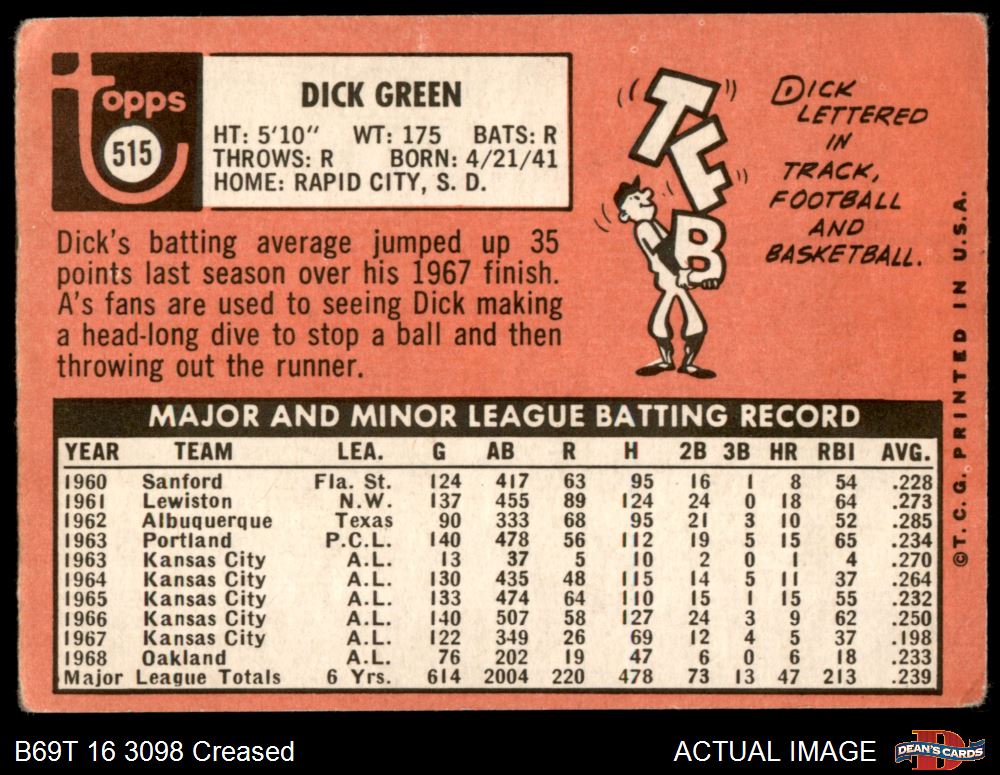 Topps
515
DICK GREEN
HT: 5'10" WT: 175 BATS: R
THROWS: R BORN: 4/21/41
HOME: RAPID CITY, S. D.
Dick's batting average jumped up 35
points last season over his 1967 finish.
A's fans are used to seeing Dick making
a head-long dive to stop a ball and then
throwing out the runner.
T
F
B
DICK
LETTERED
IN
TRACK,
FOOTBALL
AND
BASKETBALL.
©T. C. G. PRINTED IN U.S.A.
MAJOR AND MINOR LEAGUE BATTING RECORD
YEAR TEAM LEA. G AB R H 2B 3B HR RBI AVG.
1960 Sanford Fla. St. 124 417 63 95 16 1 8 54 .228
1961 Lewiston N.W. 137 455 89 124 24 0 18 64 .273
1962 Albuquerque Texas 90 333 68 95 21 3 10 52 .285
1963 Portland P.C.L. 140 478 56 112 19 5 15 65 .234
1963 Kansas City A.L. 13 37 5 10 2 0 1 4 .270
1964 Kansas City A.L. 130 435 48 115 14 5 11 37 .264
1965 Kansas City A.L. 133 474 64 110 15 1 15 55 .232
1966 Kansas City A.L. 140 507 58 127 24 3 9 62 .250
1967 Kansas City A.L. 122 349 26 69 12 4 5 37 .198
1968 Oakland A.L. 76 202 19 47 6 0 6 18 .233
Major League Totals 6 Yrs. 614 2004 220 478 73 13 47 213 .239
B69T 16 3098 Creased
ACTUAL IMAGE
D
DEAN'S CARDS